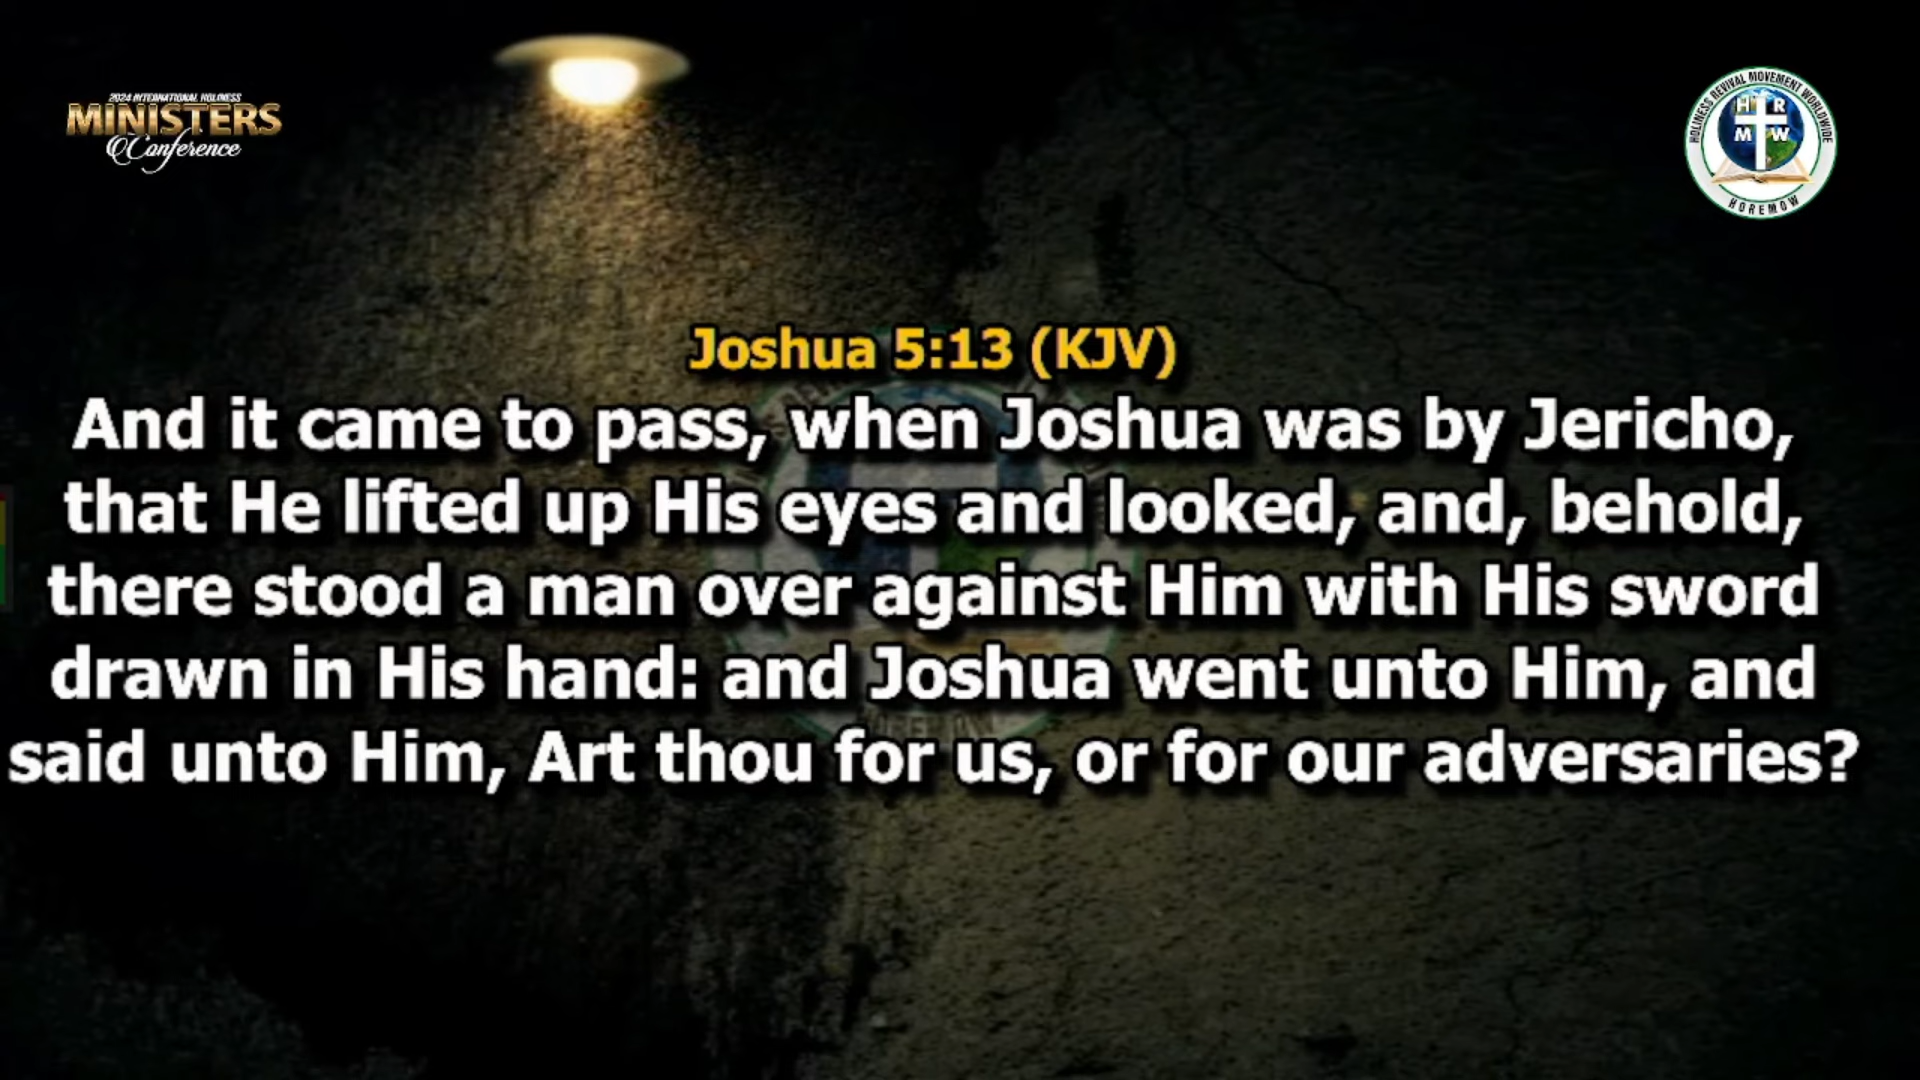 2024 INTERNATIONAL HOLINESS
MINISTERS
Conference
HOLINESS REVIVAL MOVEMENT WORLDWIDE
H R
M W
HOREMOW
Joshua 5:13 (KJV)
And it came to pass, when Joshua was by Jericho,
that He lifted up His eyes and looked, and, behold,
there stood a man over against Him with His sword
drawn in His hand: and Joshua went unto Him, and
said unto Him, Art thou for us, or for our adversaries?